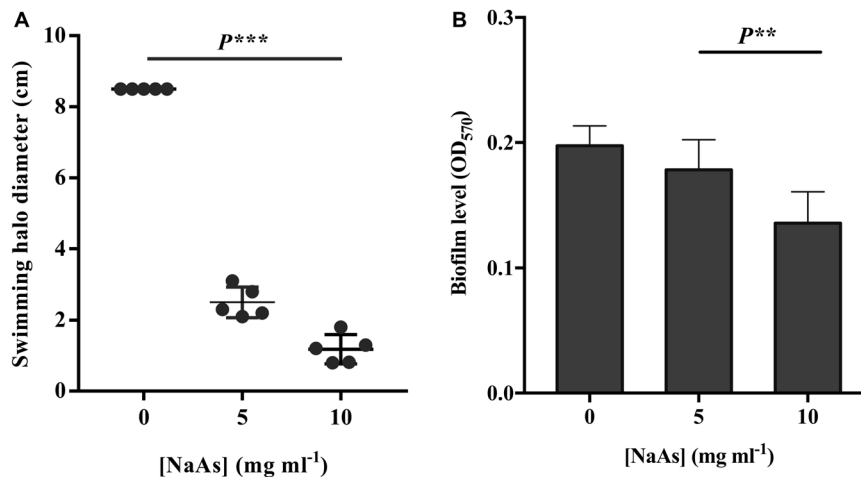 A
P***
Swimming halo diameter (cm)
10
8
6
4
2
0
0 5 10
[NaAs] (mg ml⁻¹)
B
P**
Biofilm level (OD₅₇₀)
0.3
0.2
0.1
0.0
0 5 10
[NaAs] (mg ml⁻¹)